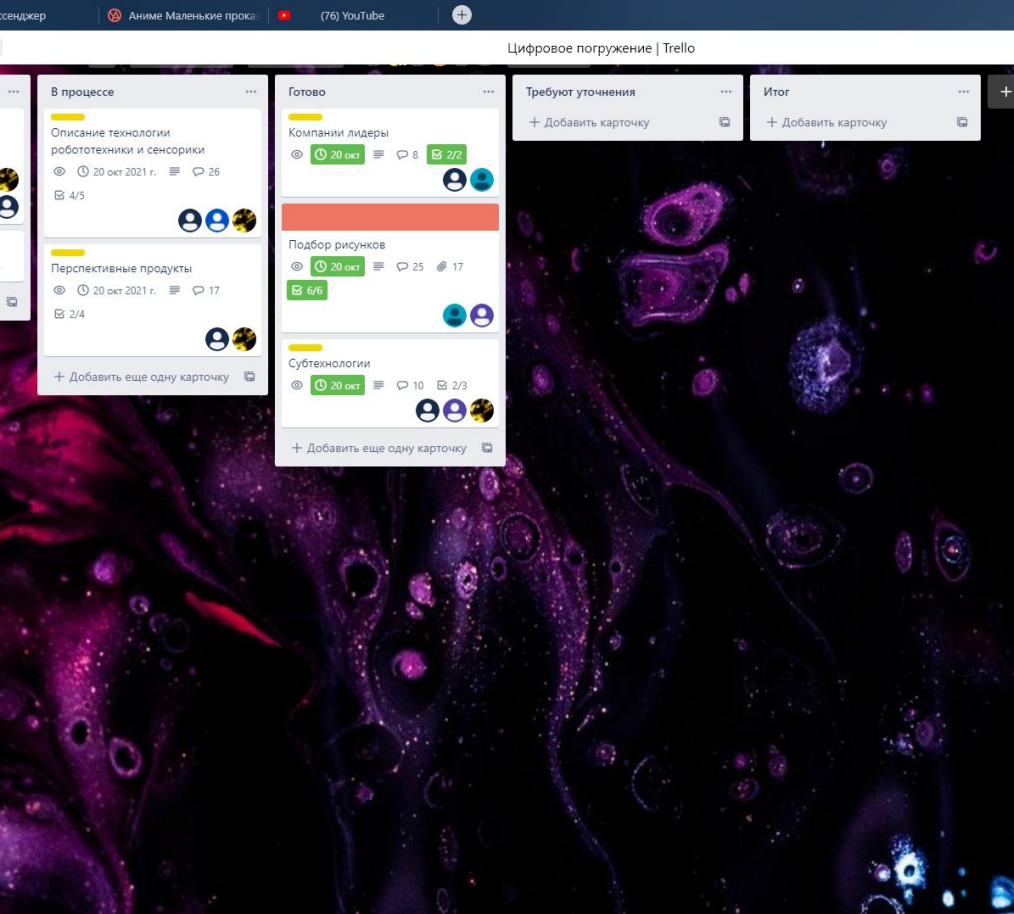 ссенджер
Аниме Маленькие прока
(76) YouTube
Цифровое погружение | Trello
В процессе
Описание технологии
робототехники и сенсорики
20 окт 2021 г.
26
4/5
Перспективные продукты
20 окт 2021 г.
17
2/4
+ Добавить еще одну карточку
Готово
Компании лидеры
20 окт
8
2/2
Подбор рисунков
20 окт
25
17
6/6
Субтехнологии
20 окт
10
2/3
+ Добавить еще одну карточку
Требуют уточнения
+ Добавить карточку
Итог
+ Добавить карточку